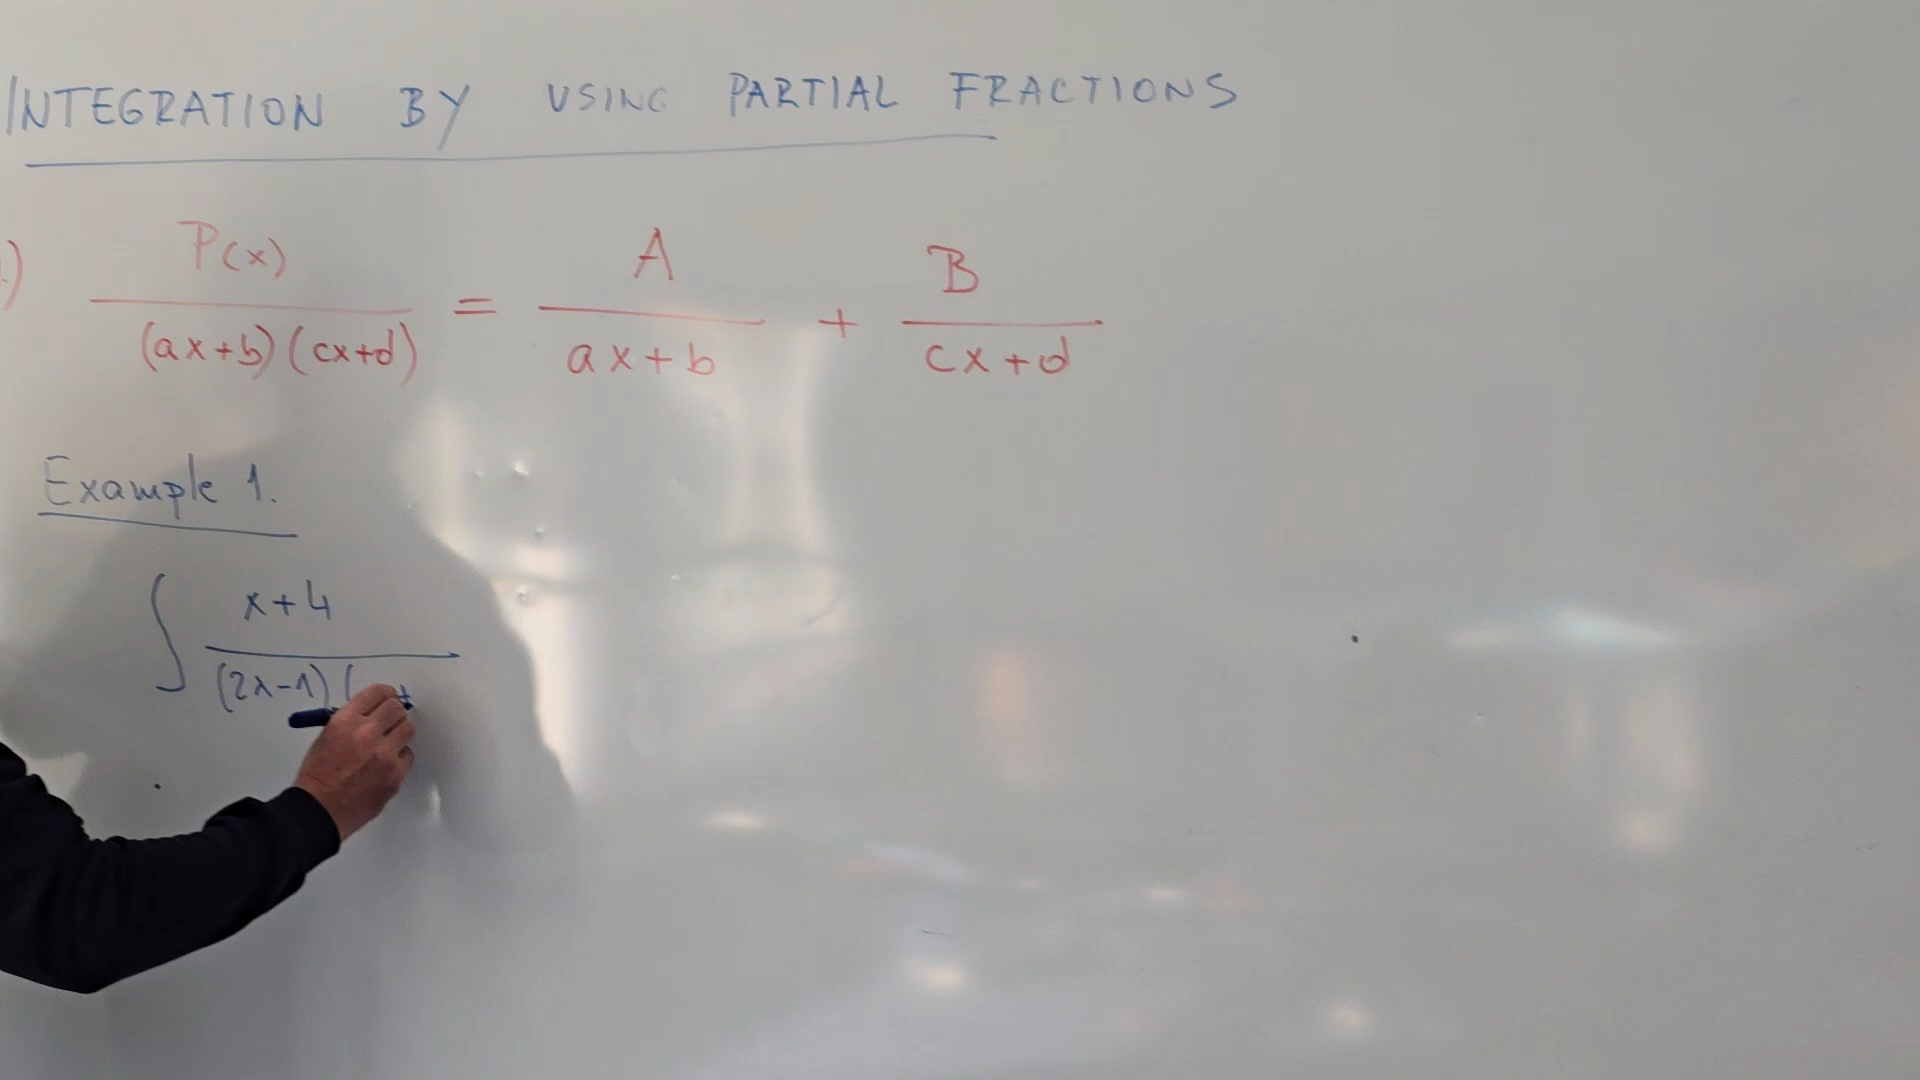 INTEGRATION BY USING PARTIAL FRACTIONS
) P(x) / (ax+b)(cx+d) = A / ax+b + B / cx+d
Example 1.
∫ x+4 / (2x-1)( +